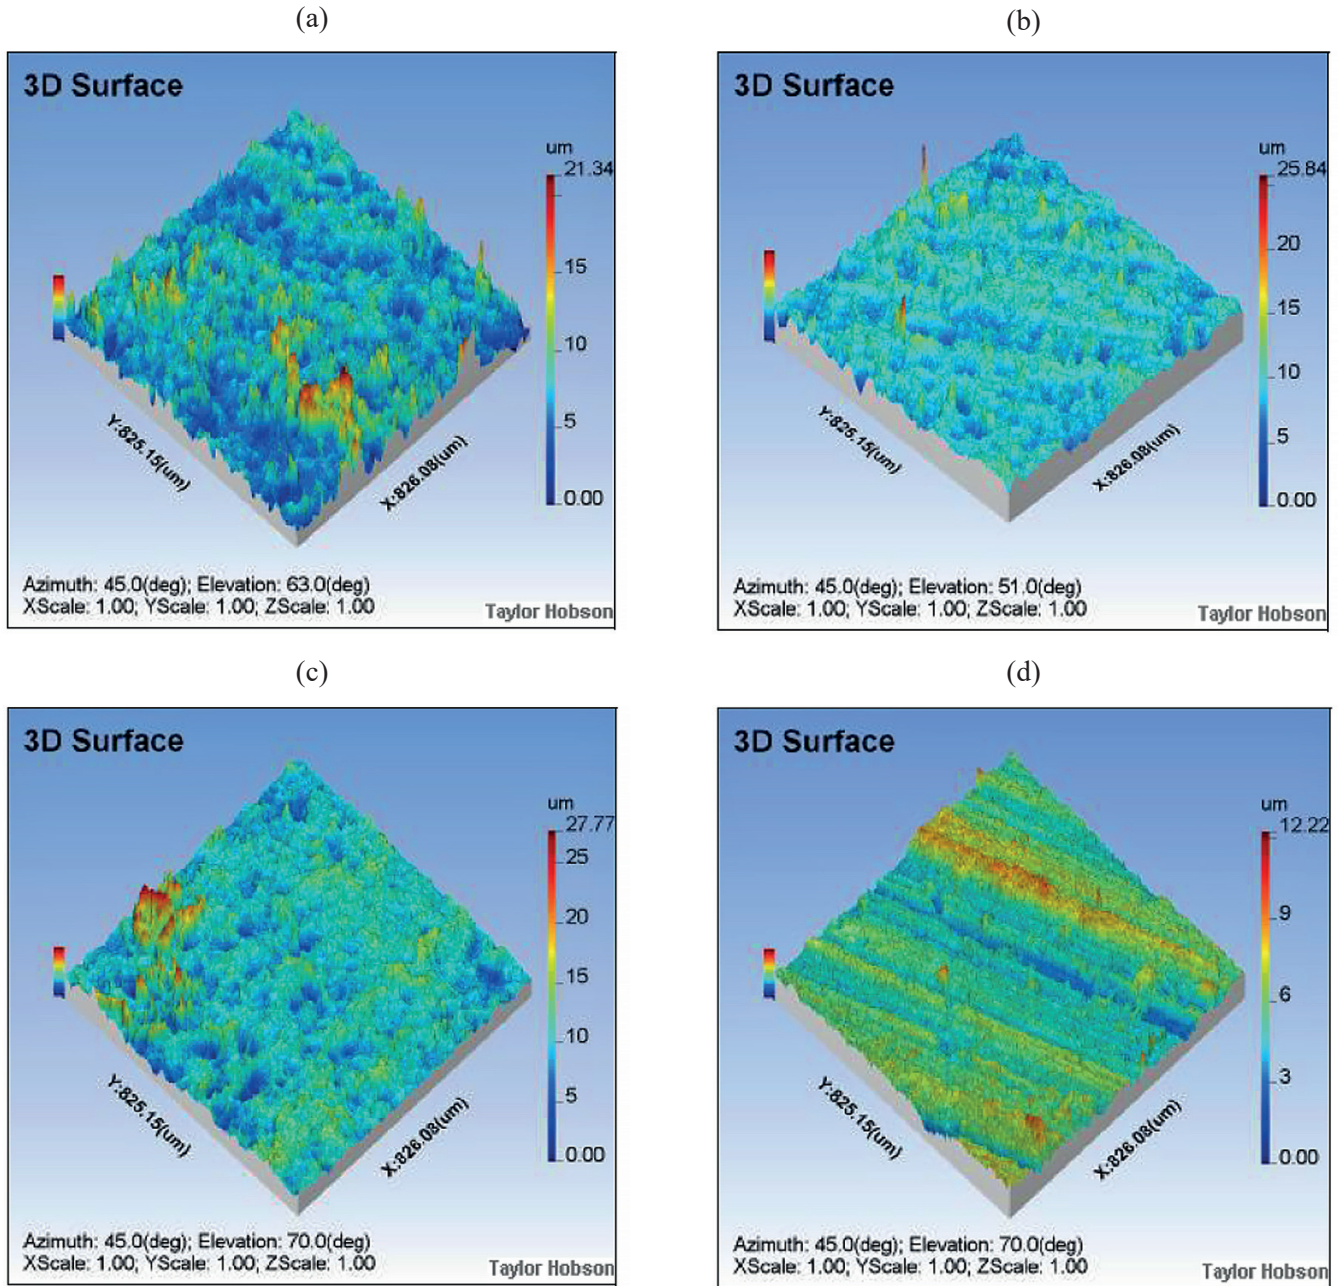 (a)
3D Surface
um
21.34
15
10
5
0.00
Y:825.15(um)
X:826.08(um)
Azimuth: 45.0(deg); Elevation: 63.0(deg)
XScale: 1.00; YScale: 1.00; ZScale: 1.00
Taylor Hobson
(b)
3D Surface
um
25.84
20
15
10
5
0.00
Y:825.15(um)
X:826.08(um)
Azimuth: 45.0(deg); Elevation: 51.0(deg)
XScale: 1.00; YScale: 1.00; ZScale: 1.00
Taylor Hobson
(c)
3D Surface
um
27.77
25
20
15
10
5
0.00
Y:825.15(um)
X:826.08(um)
Azimuth: 45.0(deg); Elevation: 70.0(deg)
XScale: 1.00; YScale: 1.00; ZScale: 1.00
Taylor Hobson
(d)
3D Surface
um
12.22
9
6
3
0.00
Y:825.15(um)
X:826.08(um)
Azimuth: 45.0(deg); Elevation: 70.0(deg)
XScale: 1.00; YScale: 1.00; ZScale: 1.00
Taylor Hobson